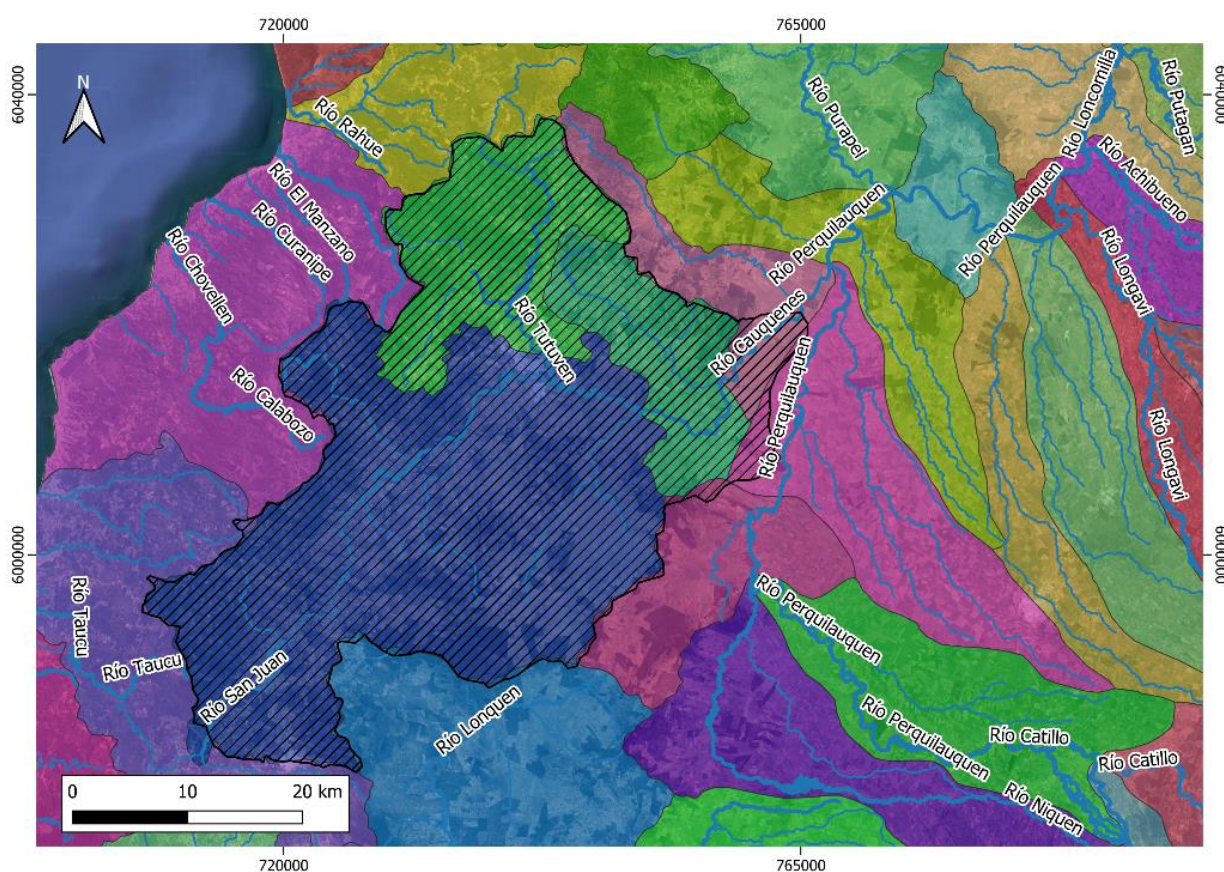 720000
765000
6040000
6040000
N
Río Rahue
Río Purapel
Río Loncomilla
Río Putagan
Río Achibueno
Río El Manzano
Río Curanipe
Río Chovellen
Río Perquilauquen
Río Perquilauquen
Río Longavi
Río Cauquenes
Río Tutuven
Río Perquilauquen
Río Calabozo
Río Longavi
6000000
6000000
Río Taucu
Río Taucu
Río San Juan
Río Lonquen
Río Perquilauquen
Río Perquilauquen
Río Catillo
Río Catillo
Río Niquen
0 10 20 km
720000
765000